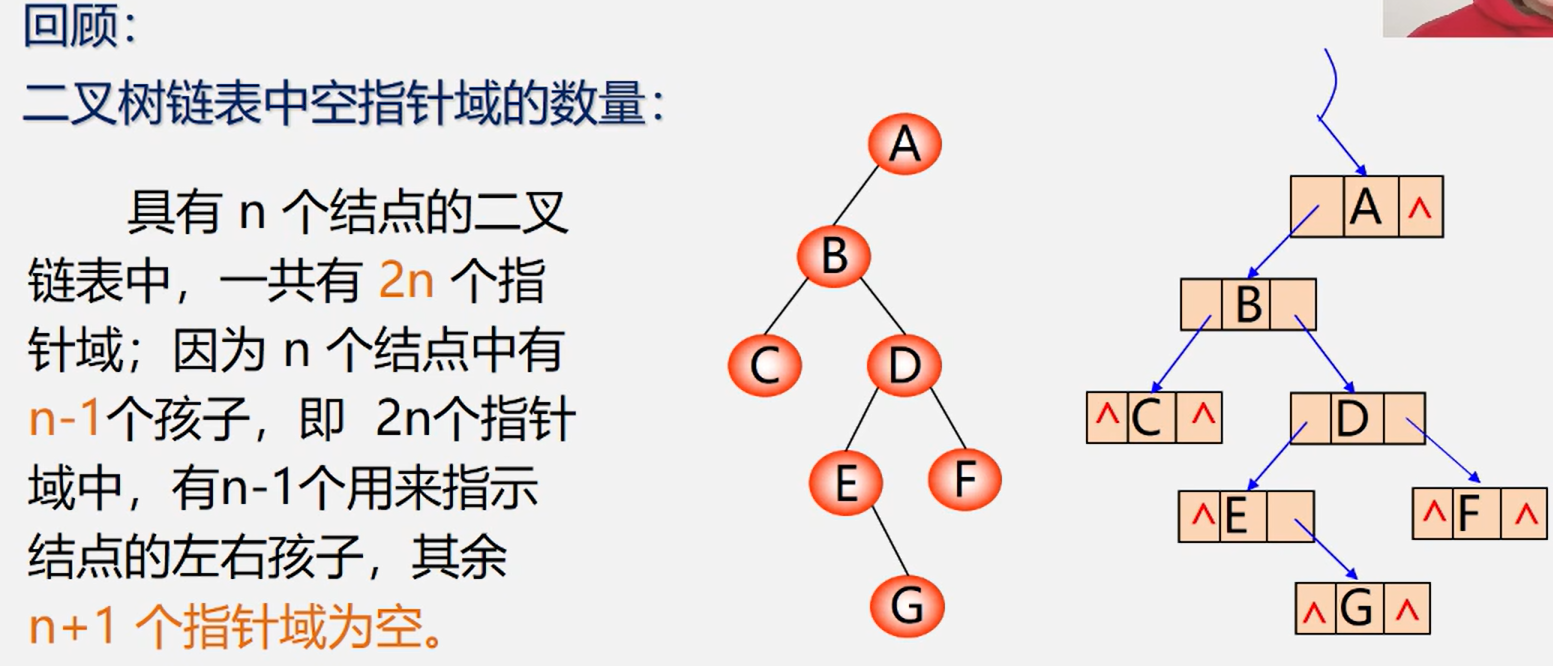 回顾：
二叉树链表中空指针域的数量：
具有 n 个结点的二叉
链表中，一共有 2n 个指
针域；因为 n 个结点中有
n-1个孩子，即 2n个指针
域中，有n-1个用来指示
结点的左右孩子，其余
n+1 个指针域为空。
A
B
C
D
E
F
G
A ^
B
^ C ^
D
^ E
^ F ^
^ G ^